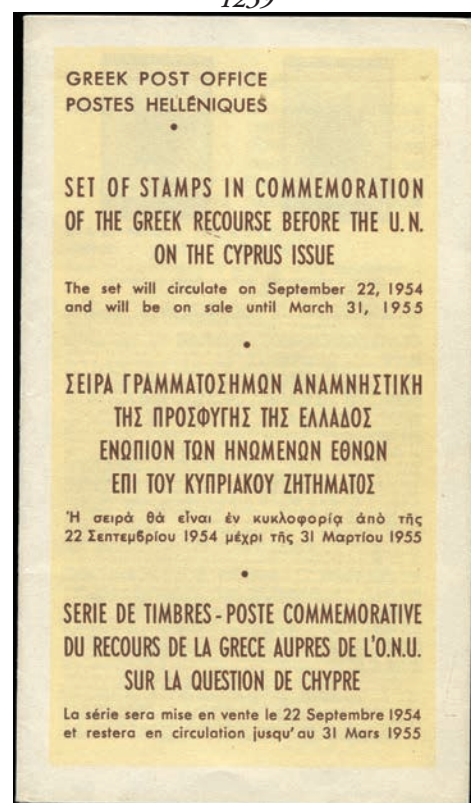 1259
GREEK POST OFFICE
POSTES HELLÉNIQUES
•
SET OF STAMPS IN COMMEMORATION
OF THE GREEK RECOURSE BEFORE THE U.N.
ON THE CYPRUS ISSUE
The set will circulate on September 22, 1954
and will be on sale until March 31, 1955
•
ΣΕΙΡΑ ΓΡΑΜΜΑΤΟΣΗΜΩΝ ΑΝΑΜΝΗΣΤΙΚΗ
ΤΗΣ ΠΡΟΣΦΥΓΗΣ ΤΗΣ ΕΛΛΑΔΟΣ
ΕΝΩΠΙΟΝ ΤΩΝ ΗΝΩΜΕΝΩΝ ΕΘΝΩΝ
ΕΠΙ ΤΟΥ ΚΥΠΡΙΑΚΟΥ ΖΗΤΗΜΑΤΟΣ
Ἡ σειρά θά εἶναι ἐν κυκλοφορίᾳ ἀπό τῆς
22 Σεπτεμβρίου 1954 μέχρι τῆς 31 Μαρτίου 1955
•
SERIE DE TIMBRES-POSTE COMMEMORATIVE
DU RECOURS DE LA GRECE AUPRES DE L'O.N.U.
SUR LA QUESTION DE CHYPRE
La série sera mise en vente le 22 Septembre 1954
et restera en circulation jusqu'au 31 Mars 1955